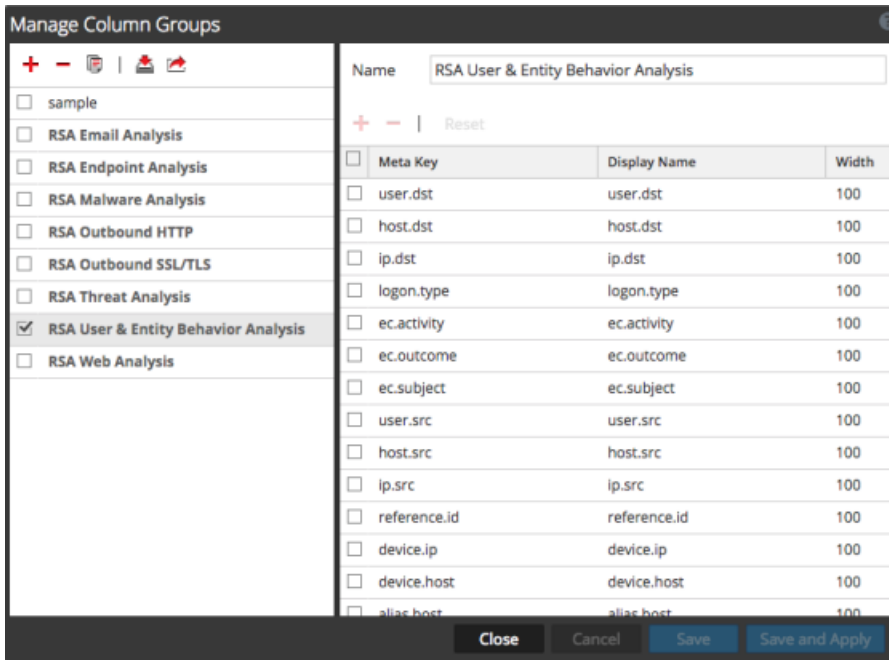 Manage Column Groups
sample
RSA Email Analysis
RSA Endpoint Analysis
RSA Malware Analysis
RSA Outbound HTTP
RSA Outbound SSL/TLS
RSA Threat Analysis
RSA User & Entity Behavior Analysis
RSA Web Analysis
Name RSA User & Entity Behavior Analysis
Reset
Meta Key Display Name Width
user.dst user.dst 100
host.dst host.dst 100
ip.dst ip.dst 100
logon.type logon.type 100
ec.activity ec.activity 100
ec.outcome ec.outcome 100
ec.subject ec.subject 100
user.src user.src 100
host.src host.src 100
ip.src ip.src 100
reference.id reference.id 100
device.ip device.ip 100
device.host device.host 100
alias.host alias.host 100
Close Cancel Save Save and Apply